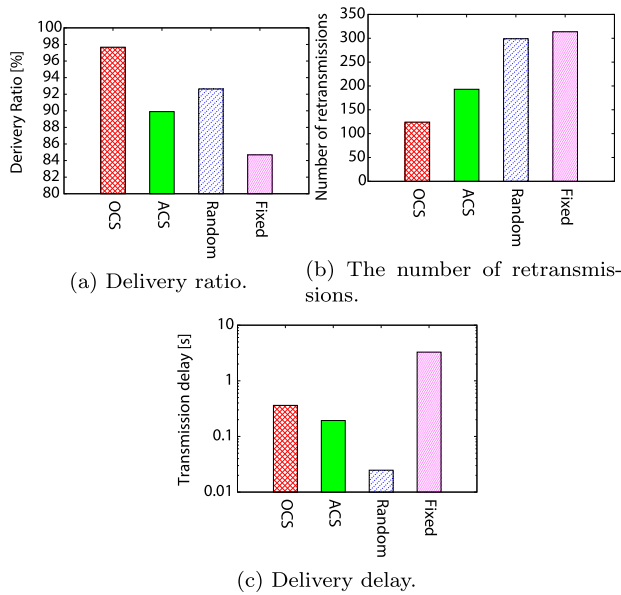 Derivery Ratio [%]
100
98
96
94
92
90
88
86
84
82
80
OCS
ACS
Random
Fixed
(a) Delivery ratio.
Number of retransmissions
350
300
250
200
150
100
50
0
OCS
ACS
Random
Fixed
(b) The number of retransmis-
sions.
Transmission delay [s]
10
1
0.1
0.01
OCS
ACS
Random
Fixed
(c) Delivery delay.